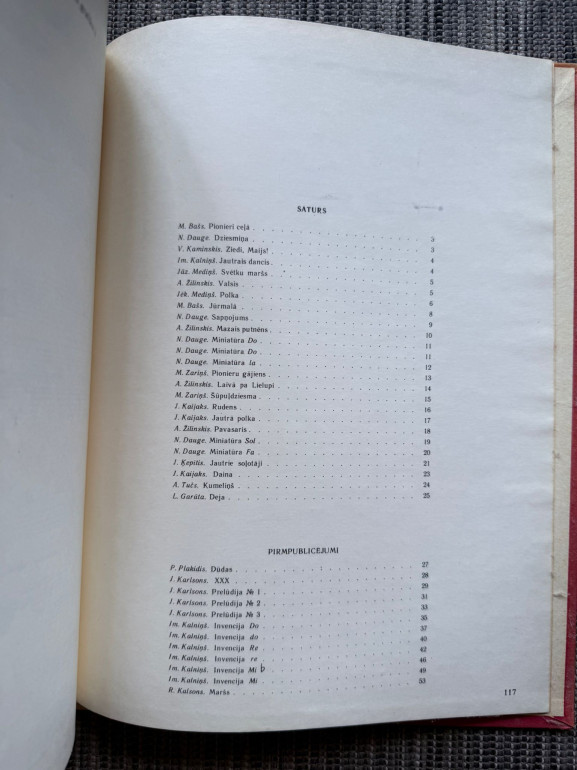 SATURS
M. Bašs. Pionieri ceļā . . . 3
N. Dauge. Dziesmiņa . . . 3
V. Kaminskis. Ziedi, Maijs! . . . 4
Im. Kalniņš. Jautrais dancis . . . 4
Jāz. Mediņš. Svētku maršs . . . 5
A. Žilinskis. Valsis . . . 5
Jēk. Mediņš. Polka . . . 6
M. Bašs. Jūrmalā . . . 8
N. Dauge. Sapņojums . . . 9
A. Žilinskis. Mazais putnēns . . . 10
N. Dauge. Miniatūra Do . . . 11
N. Dauge. Miniatūra Do . . . 11
N. Dauge. Miniatūra la . . . 12
M. Zariņš. Pionieru gājiens . . . 13
A. Žilinskis. Laivā pa Lielupi . . . 14
M. Zariņš. Šūpuļdziesma . . . 15
J. Kaijaks. Rudens . . . 16
J. Kaijaks. Jautra polka . . . 17
A. Žilinskis. Pavasaris . . . 18
N. Dauge. Miniatūra Sol . . . 19
N. Dauge. Miniatūra Fa . . . 20
J. Ķepītis. Jautrie soļotāji . . . 21
J. Kaijaks. Daina . . . 23
A. Tučs. Kumeliņš . . . 24
L. Garūta. Deja . . . 25
PIRMPUBLICĒJUMI
P. Plakidis. Dūdas . . . 27
J. Karlsons. XXX . . . 28
J. Karlsons. Prelūdija № 1 . . . 29
J. Karlsons. Prelūdija № 2 . . . 31
J. Karlsons. Prelūdija № 3 . . . 33
Im. Kalniņš. Invencija Do . . . 35
Im. Kalniņš. Invencija do . . . 37
Im. Kalniņš. Invencija Re . . . 40
Im. Kalniņš. Invencija re . . . 42
Im. Kalniņš. Invencija Mi ♭ . . . 46
Im. Kalniņš. Invencija Mi . . . 49
R. Kalsons. Maršs . . . 53
117